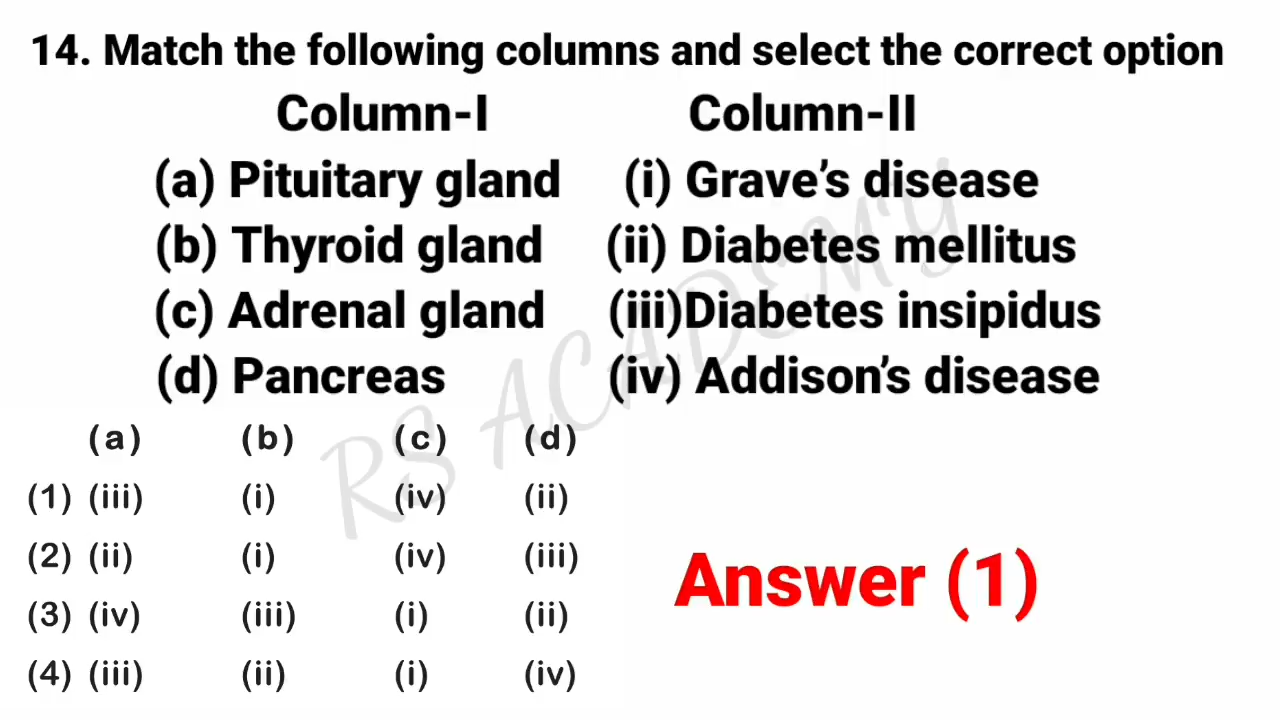 14. Match the following columns and select the correct option
Column-I Column-II
(a) Pituitary gland (i) Grave's disease
(b) Thyroid gland (ii) Diabetes mellitus
(c) Adrenal gland (iii)Diabetes insipidus
(d) Pancreas (iv) Addison's disease
(a) (b) (c) (d)
(1) (iii) (i) (iv) (ii)
(2) (ii) (i) (iv) (iii)
(3) (iv) (iii) (i) (ii)
(4) (iii) (ii) (i) (iv)
Answer (1)
RS ACADEMY